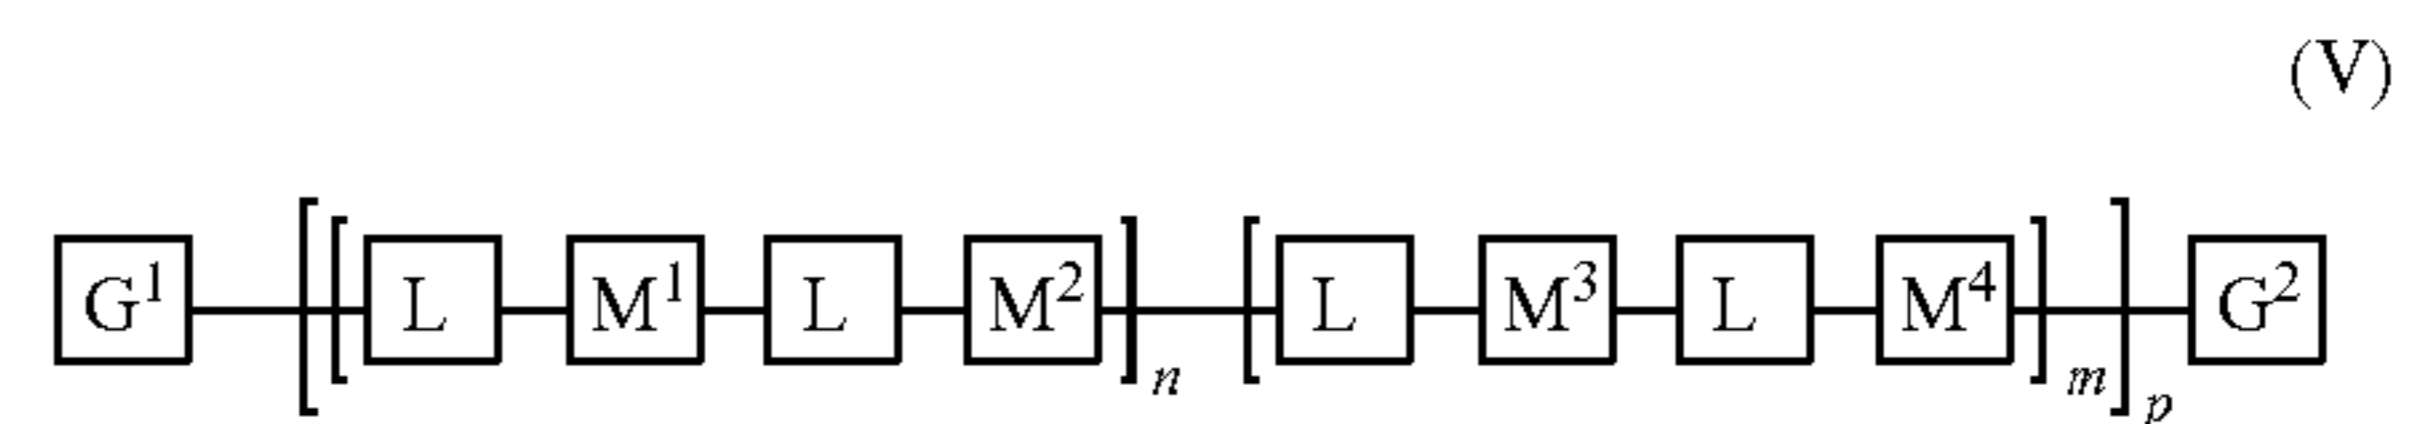 (V)
G¹ [ [ L M¹ L M² ]n [ L M³ L M⁴ ]m ]p G²